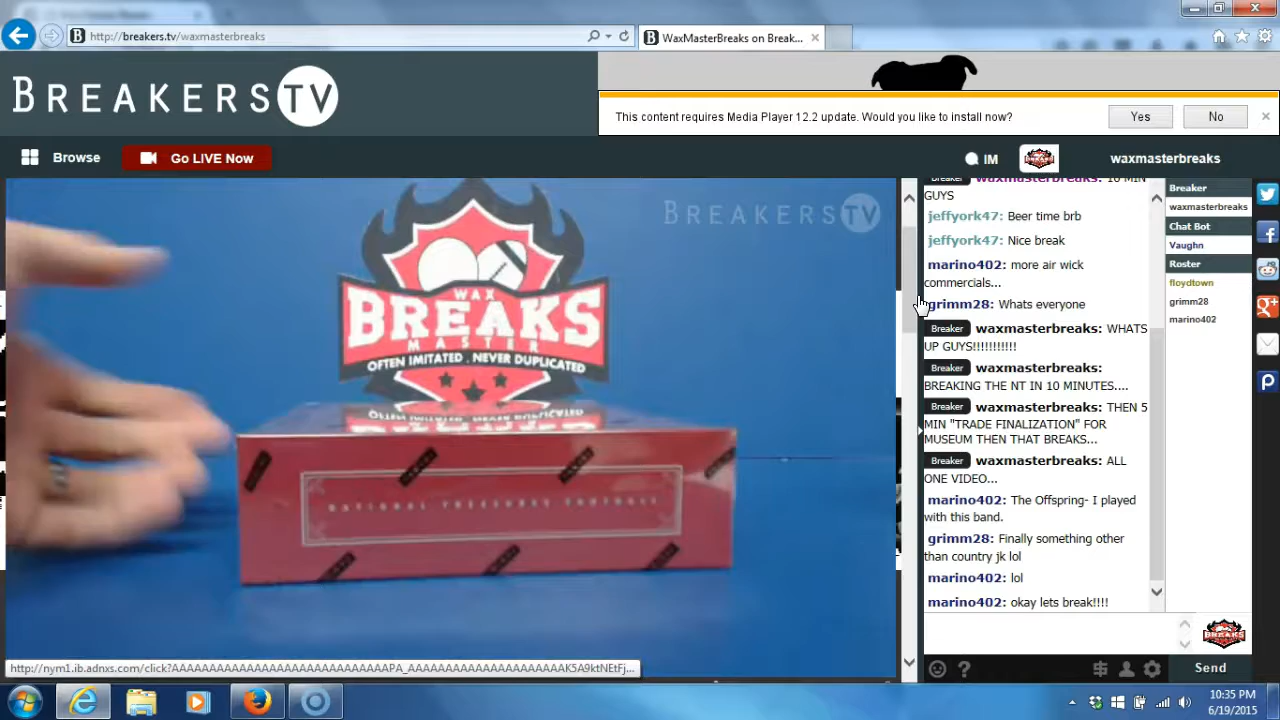 http://breakers.tv/waxmasterbreaks
B WaxMasterBreaks on Break...
BREAKERS TV
This content requires Media Player 12.2 update. Would you like to install now?
Yes
No
Browse
Go LIVE Now
IM
waxmasterbreaks
BREAKERS TV
WAX
BREAKS
MASTER
OFTEN IMITATED . NEVER DUPLICATED
NATIONAL TREASURES FOOTBALL
Breaker waxmasterbreaks: 10 MIN
GUYS
jeffyork47: Beer time brb
jeffyork47: Nice break
marino402: more air wick
commercials...
grimm28: Whats everyone
Breaker waxmasterbreaks: WHATS
UP GUYS!!!!!!!!!!!
Breaker waxmasterbreaks:
BREAKING THE NT IN 10 MINUTES....
Breaker waxmasterbreaks: THEN 5
MIN "TRADE FINALIZATION" FOR
MUSEUM THEN THAT BREAKS...
Breaker waxmasterbreaks: ALL
ONE VIDEO...
marino402: The Offspring- I played
with this band.
grimm28: Finally something other
than country jk lol
marino402: lol
marino402: okay lets break!!!!
Breaker
waxmasterbreaks
Chat Bot
Vaughn
Roster
floydtown
grimm28
marino402
Send
10:35 PM
6/19/2015